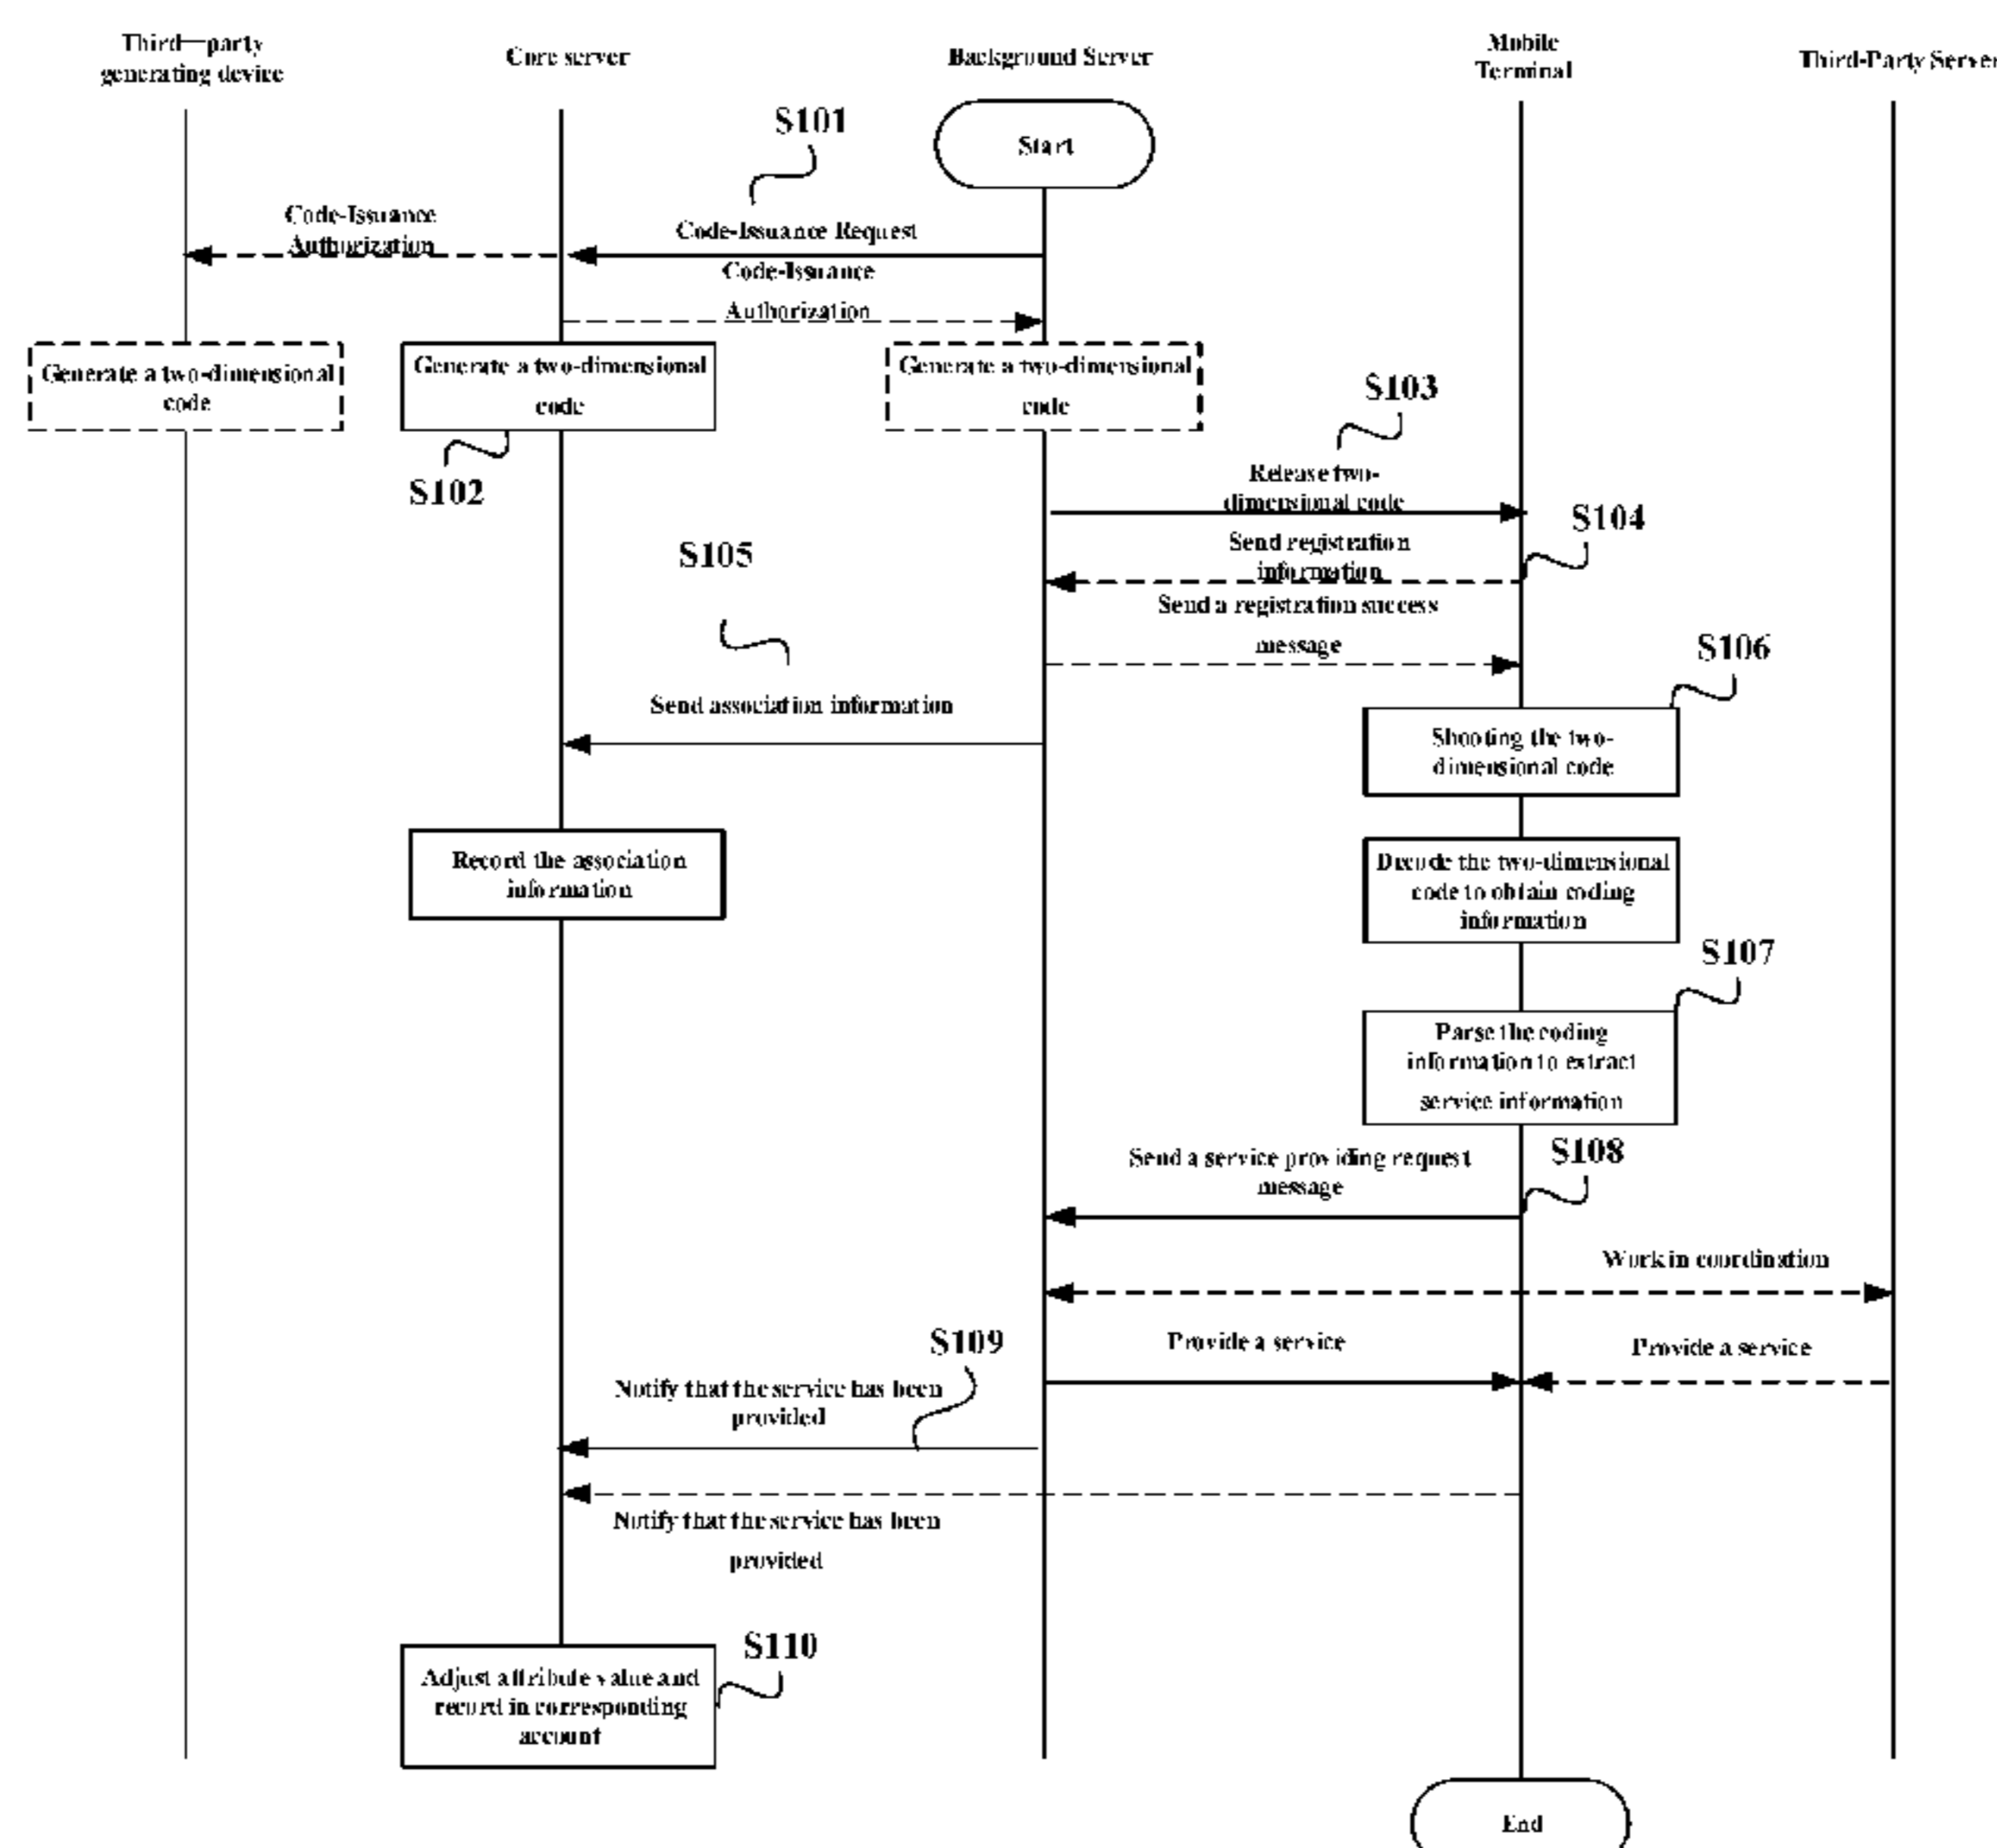 Third—party
generating device
Core server
Background Server
Mobile
Terminal
Third-Party Server
Start
S101
Code-Issuance
Authorization
Code-Issuance Request
Code-Issuance
Authorization
Generate a two-dimensional
code
Generate a two-dimensional
code
Generate a two-dimensional
code
S102
S103
Release two-
dimensional code
S104
Send registration
information
S105
Send a registration success
message
S106
Send association information
Shooting the two-
dimensional code
Record the association
information
Decode the two-dimensional
code to obtain coding
information
S107
Parse the coding
information to extract
service information
S108
Send a service providing request
message
Work in coordination
S109
Provide a service
Provide a service
Notify that the service has been
provided
Notify that the service has been
provided
S110
Adjust attribute value and
record in corresponding
account
End